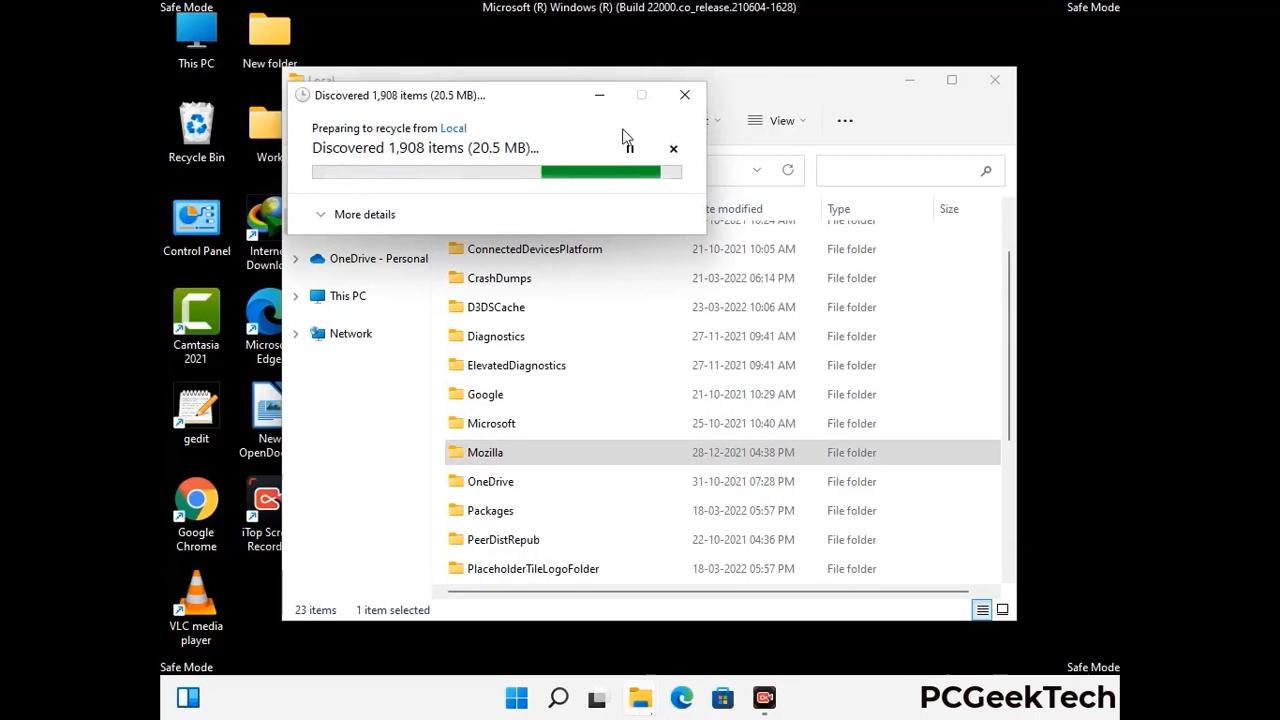 Safe Mode
Microsoft (R) Windows (R) (Build 22000.co_release.210604-1628)
Safe Mode
This PC
New folder
Recycle Bin
Work
Control Panel
Intern
Downlo
Camtasia
2021
Micros
Edge
gedit
New
OpenDoc
Google
Chrome
iTop Scre
Record
VLC media
player
Local
Discovered 1,908 items (20.5 MB)...
Preparing to recycle from Local
Discovered 1,908 items (20.5 MB)...
More details
View
te modified
Type
Size
File folder
OneDrive - Personal
This PC
Network
ConnectedDevicesPlatform 21-10-2021 10:05 AM File folder
CrashDumps 21-03-2022 06:14 PM File folder
D3DSCache 23-03-2022 10:06 AM File folder
Diagnostics 27-11-2021 09:41 AM File folder
ElevatedDiagnostics 27-11-2021 09:41 AM File folder
Google 21-10-2021 10:29 AM File folder
Microsoft 25-10-2021 10:40 AM File folder
Mozilla 28-12-2021 04:38 PM File folder
OneDrive 31-10-2021 07:28 PM File folder
Packages 18-03-2022 05:57 PM File folder
PeerDistRepub 22-10-2021 04:36 PM File folder
PlaceholderTileLogoFolder 18-03-2022 05:57 PM File folder
23 items 1 item selected
Safe Mode
Safe Mode
PCGeekTech